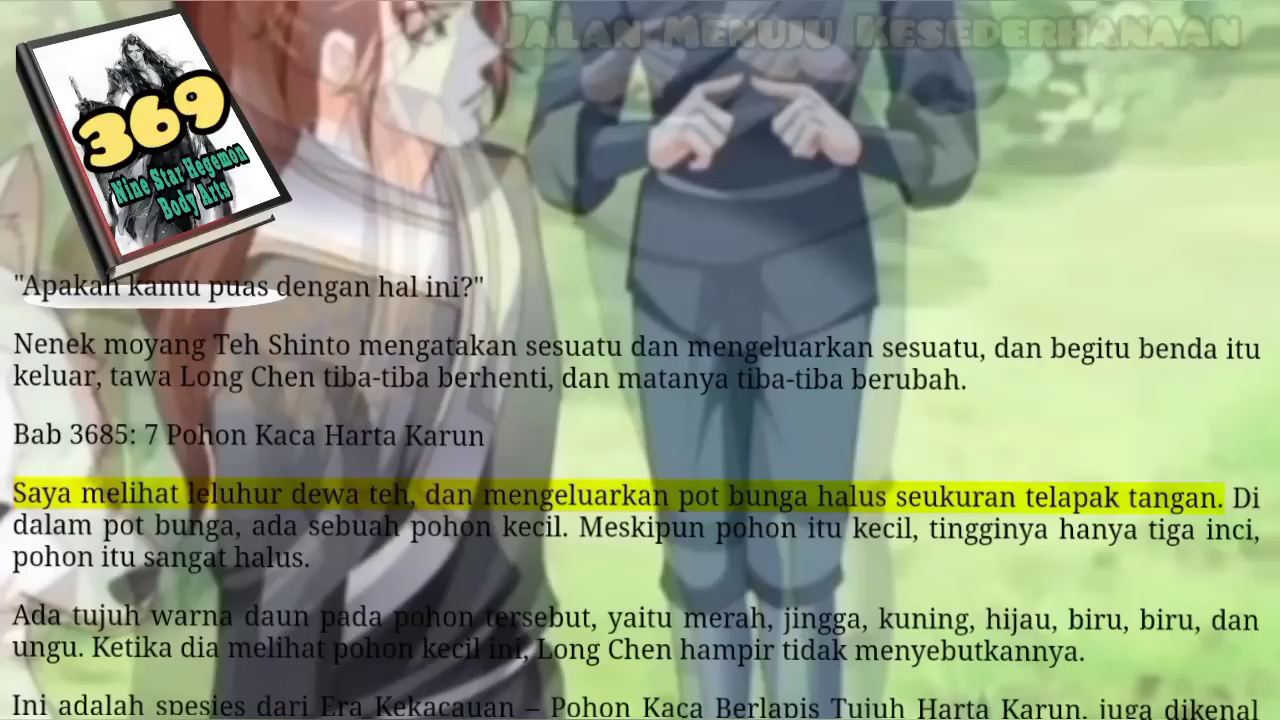 Jalan Menuju Kesederhanaan
369
Nine Star Hegemon
Body Arts
"Apakah kamu puas dengan hal ini?"
Nenek moyang Teh Shinto mengatakan sesuatu dan mengeluarkan sesuatu, dan begitu benda itu
keluar, tawa Long Chen tiba-tiba berhenti, dan matanya tiba-tiba berubah.
Bab 3685: 7 Pohon Kaca Harta Karun
Saya melihat leluhur dewa teh, dan mengeluarkan pot bunga halus seukuran telapak tangan. Di
dalam pot bunga, ada sebuah pohon kecil. Meskipun pohon itu kecil, tingginya hanya tiga inci,
pohon itu sangat halus.
Ada tujuh warna daun pada pohon tersebut, yaitu merah, jingga, kuning, hijau, biru, biru, dan
ungu. Ketika dia melihat pohon kecil ini, Long Chen hampir tidak menyebutkannya.
Ini adalah spesies dari Era Kekacauan – Pohon Kaca Berlapis Tujuh Harta Karun, juga dikenal